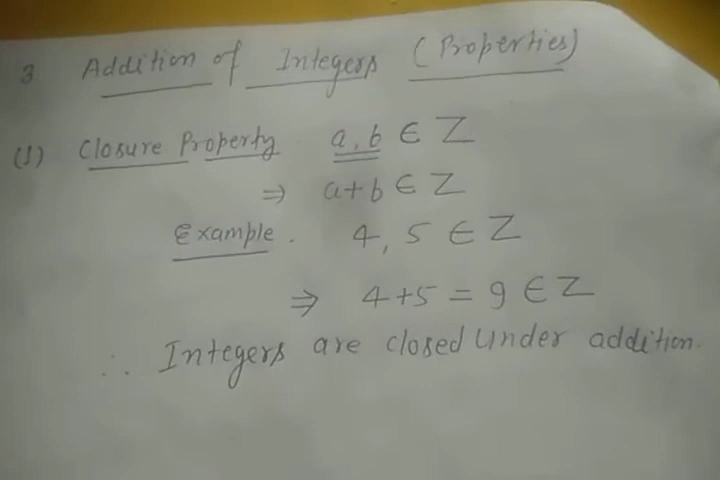 3 Addition of Integers (Properties)
(1) Closure Property a, b ∈ Z
⇒ a+b ∈ Z
Example. 4, 5 ∈ Z
⇒ 4+5 = 9 ∈ Z
∴ Integers are closed under addition.